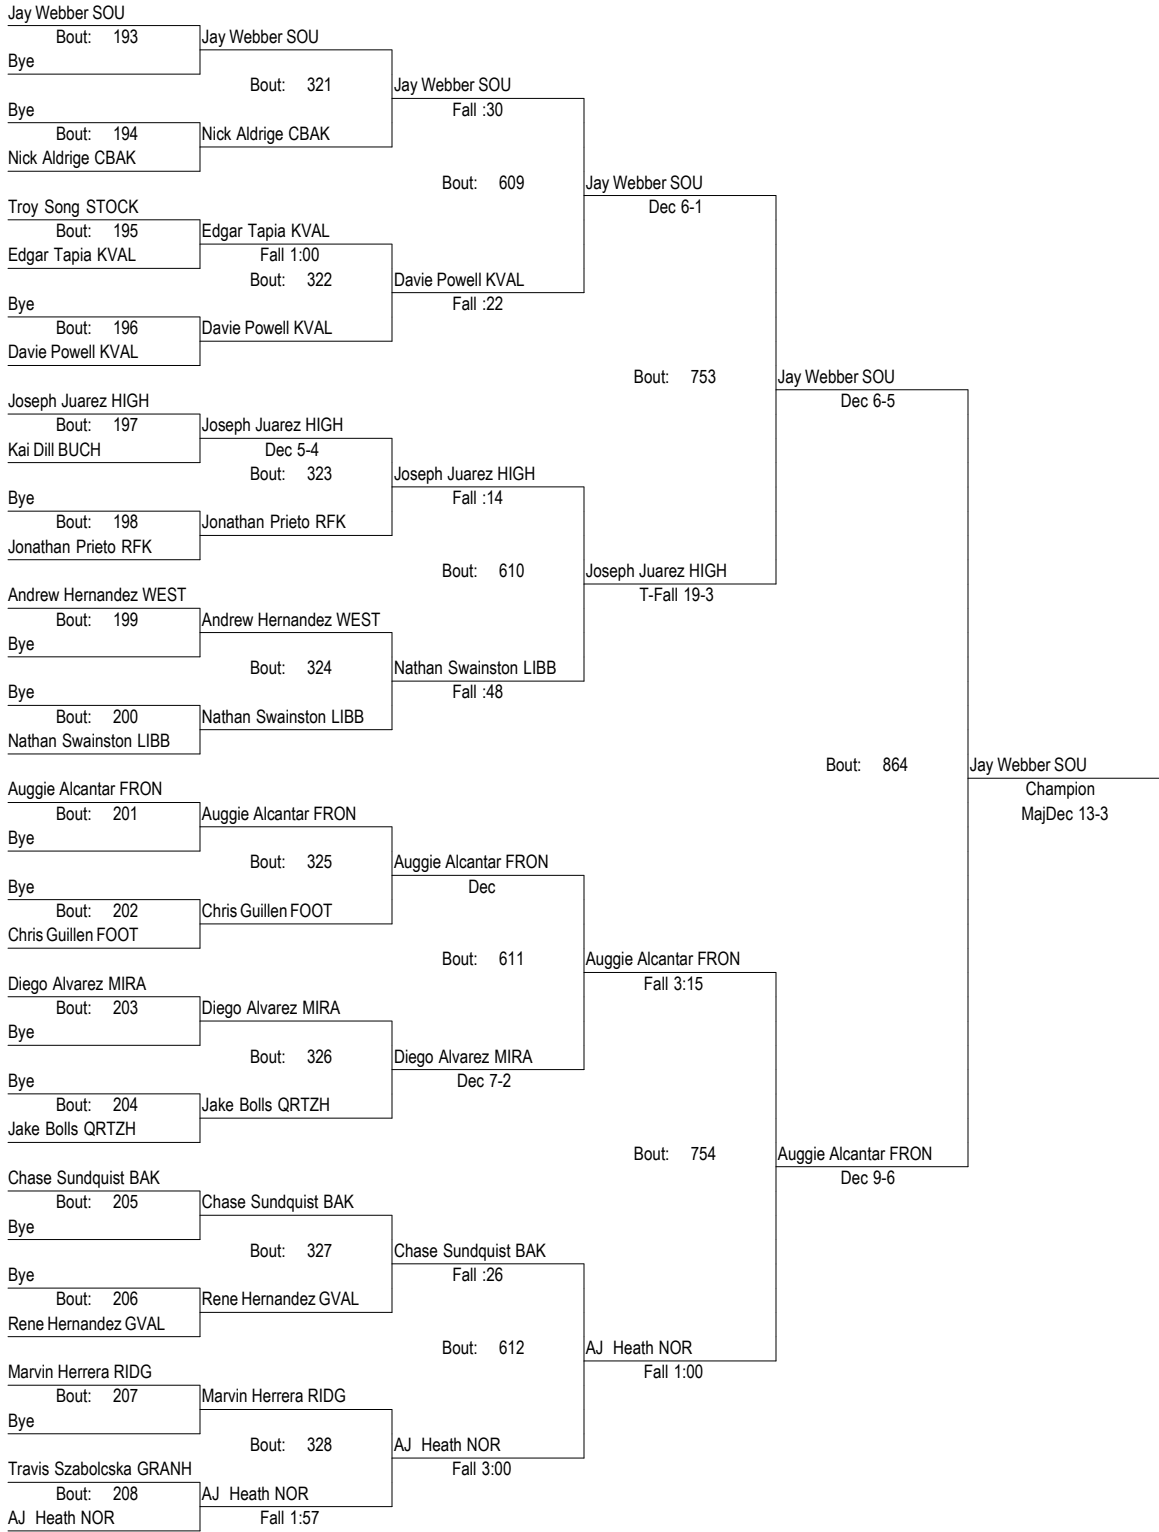 Jay Webber SOU
Bout: 193
Bye
Jay Webber SOU
Bout: 321
Jay Webber SOU
Fall :30
Bye
Bout: 194
Nick Aldrige CBAK
Nick Aldrige CBAK
Bout: 609
Jay Webber SOU
Dec 6-1
Troy Song STOCK
Bout: 195
Edgar Tapia KVAL
Edgar Tapia KVAL
Fall 1:00
Bout: 322
Davie Powell KVAL
Fall :22
Bye
Bout: 196
Davie Powell KVAL
Davie Powell KVAL
Bout: 753
Jay Webber SOU
Dec 6-5
Joseph Juarez HIGH
Bout: 197
Kai Dill BUCH
Joseph Juarez HIGH
Dec 5-4
Bout: 323
Joseph Juarez HIGH
Fall :14
Bye
Bout: 198
Jonathan Prieto RFK
Jonathan Prieto RFK
Bout: 610
Joseph Juarez HIGH
T-Fall 19-3
Andrew Hernandez WEST
Bout: 199
Bye
Andrew Hernandez WEST
Bout: 324
Nathan Swainston LIBB
Fall :48
Bye
Bout: 200
Nathan Swainston LIBB
Nathan Swainston LIBB
Bout: 864
Jay Webber SOU
Champion
MajDec 13-3
Auggie Alcantar FRON
Bout: 201
Bye
Auggie Alcantar FRON
Bout: 325
Auggie Alcantar FRON
Dec
Bye
Bout: 202
Chris Guillen FOOT
Chris Guillen FOOT
Bout: 611
Auggie Alcantar FRON
Fall 3:15
Diego Alvarez MIRA
Bout: 203
Bye
Diego Alvarez MIRA
Bout: 326
Diego Alvarez MIRA
Dec 7-2
Bye
Bout: 204
Jake Bolls QRTZH
Jake Bolls QRTZH
Bout: 754
Auggie Alcantar FRON
Dec 9-6
Chase Sundquist BAK
Bout: 205
Bye
Chase Sundquist BAK
Bout: 327
Chase Sundquist BAK
Fall :26
Bye
Bout: 206
Rene Hernandez GVAL
Rene Hernandez GVAL
Bout: 612
AJ Heath NOR
Fall 1:00
Marvin Herrera RIDG
Bout: 207
Bye
Marvin Herrera RIDG
Bout: 328
AJ Heath NOR
Fall 3:00
Travis Szabolcska GRANH
Bout: 208
AJ Heath NOR
AJ Heath NOR
Fall 1:57